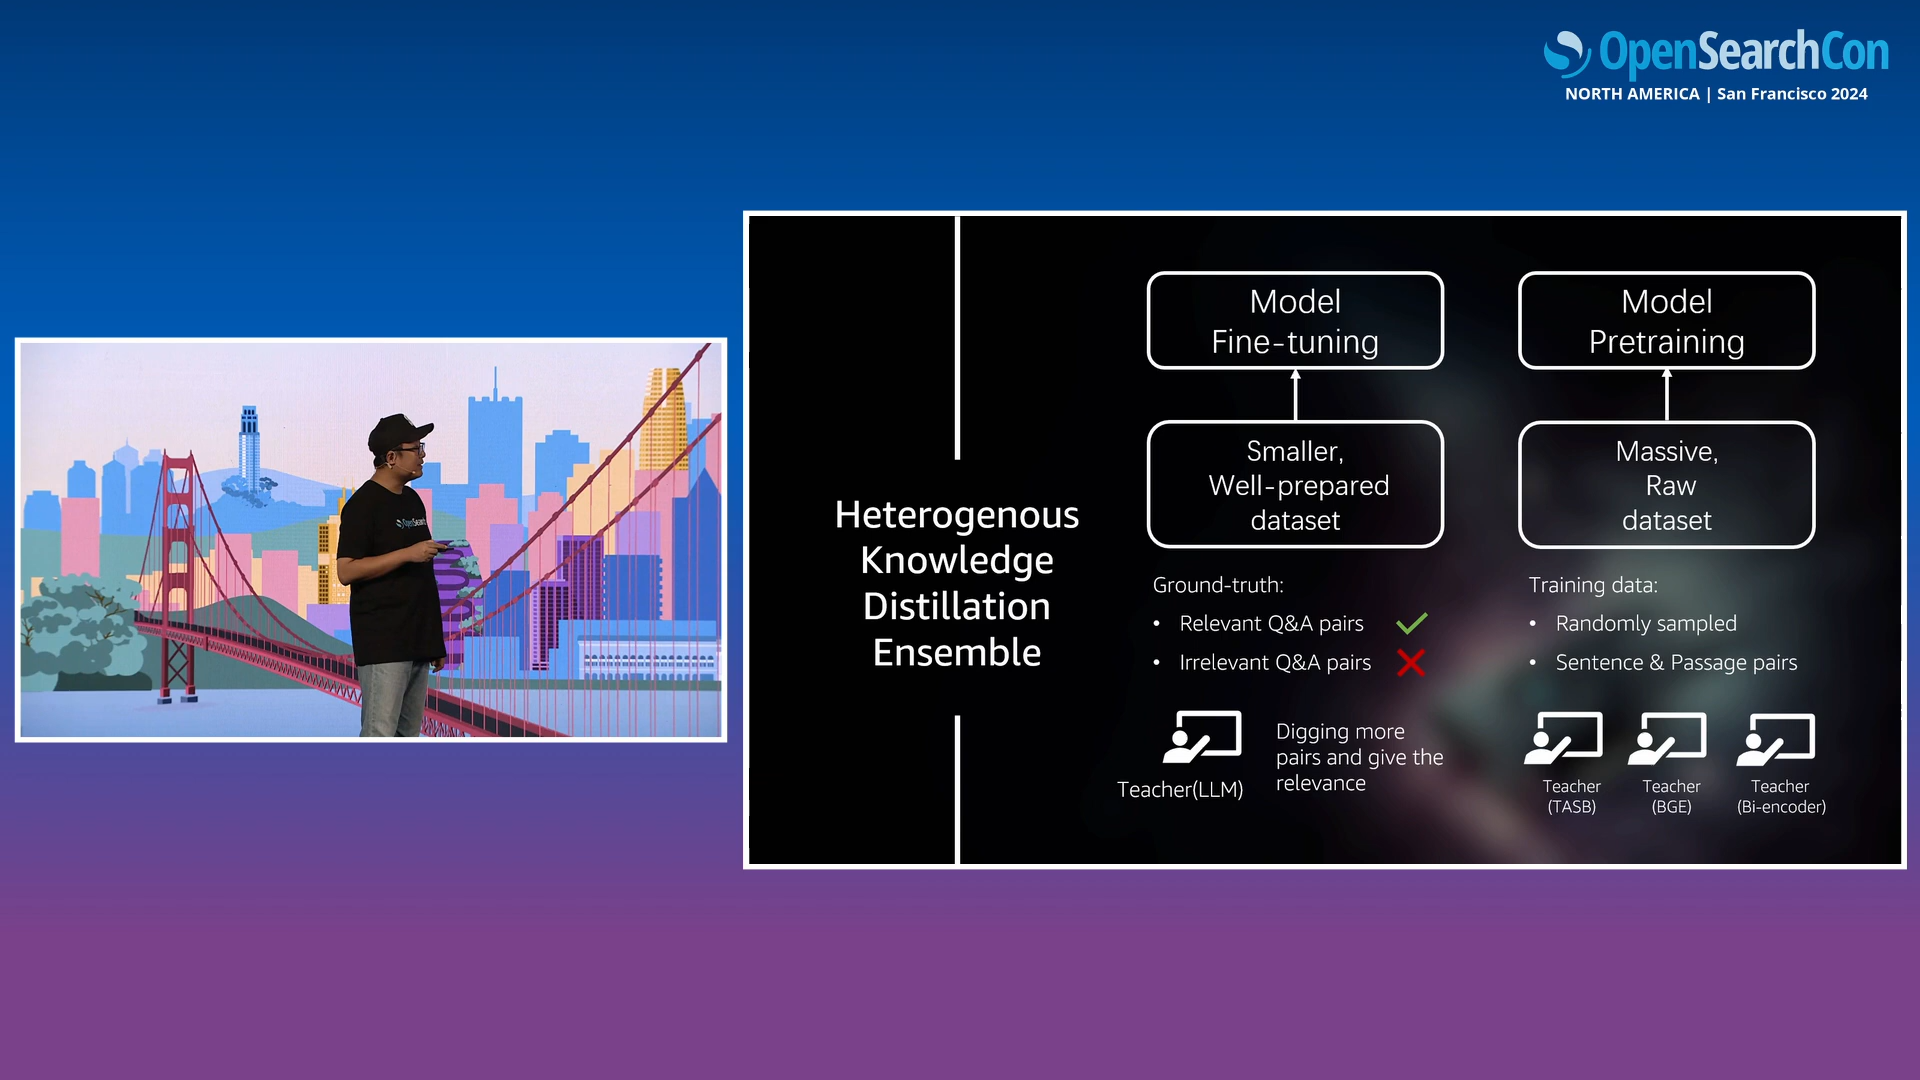 OpenSearchCon
NORTH AMERICA | San Francisco 2024
OpenSearch
Heterogenous
Knowledge
Distillation
Ensemble
Model
Fine-tuning
Smaller,
Well-prepared
dataset
Ground-truth:
• Relevant Q&A pairs
• Irrelevant Q&A pairs
Teacher(LLM)
Digging more
pairs and give the
relevance
Model
Pretraining
Massive,
Raw
dataset
Training data:
• Randomly sampled
• Sentence & Passage pairs
Teacher
(TASB)
Teacher
(BGE)
Teacher
(Bi-encoder)